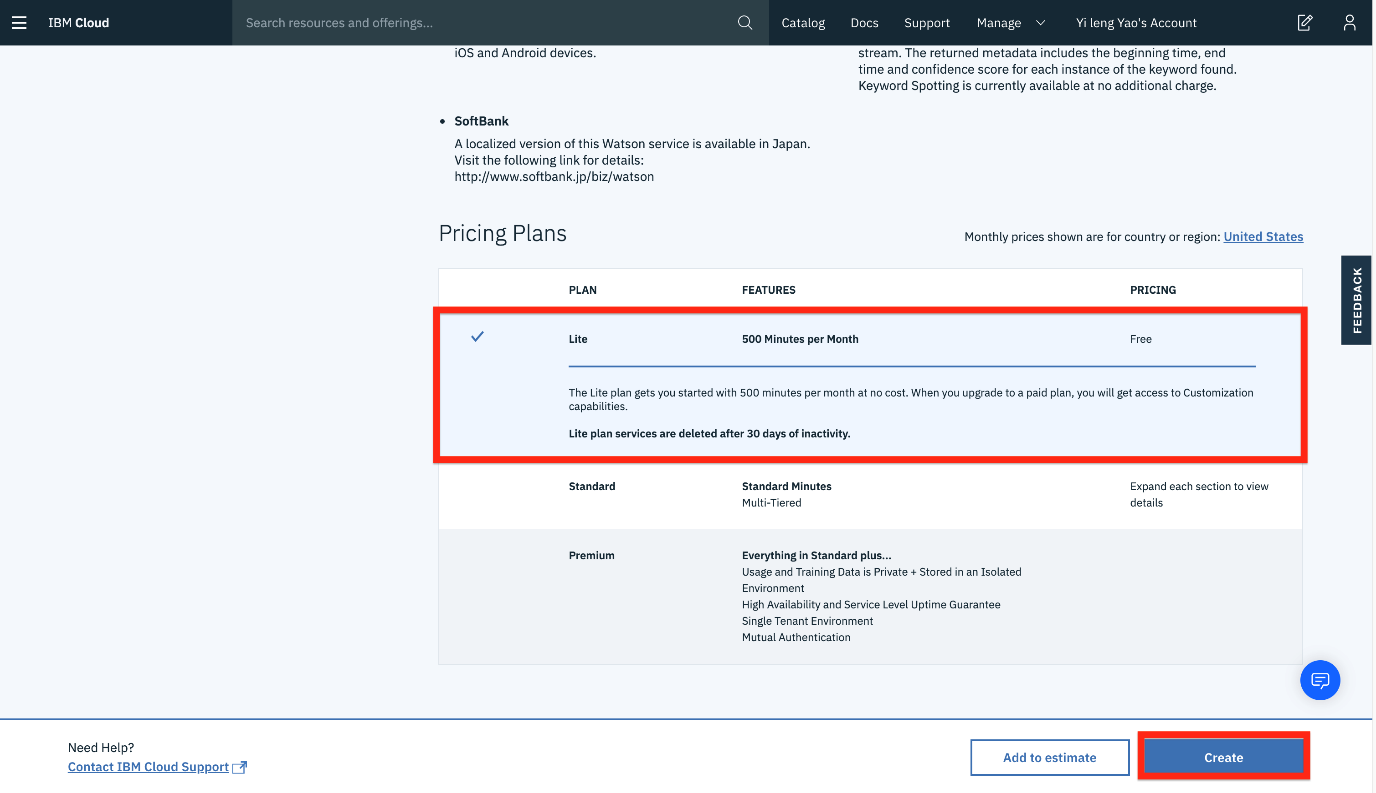 IBM Cloud
Search resources and offerings...
Catalog
Docs
Support
Manage
Yi leng Yao's Account
iOS and Android devices.
stream. The returned metadata includes the beginning time, end
time and confidence score for each instance of the keyword found.
Keyword Spotting is currently available at no additional charge.
SoftBank
A localized version of this Watson service is available in Japan.
Visit the following link for details:
http://www.softbank.jp/biz/watson
Pricing Plans
Monthly prices shown are for country or region: United States
FEEDBACK
PLAN
FEATURES
PRICING
Lite
500 Minutes per Month
Free
The Lite plan gets you started with 500 minutes per month at no cost. When you upgrade to a paid plan, you will get access to Customization
capabilities.
Lite plan services are deleted after 30 days of inactivity.
Standard
Standard Minutes
Multi-Tiered
Expand each section to view
details
Premium
Everything in Standard plus...
Usage and Training Data is Private + Stored in an Isolated
Environment
High Availability and Service Level Uptime Guarantee
Single Tenant Environment
Mutual Authentication
Need Help?
Contact IBM Cloud Support
Add to estimate
Create